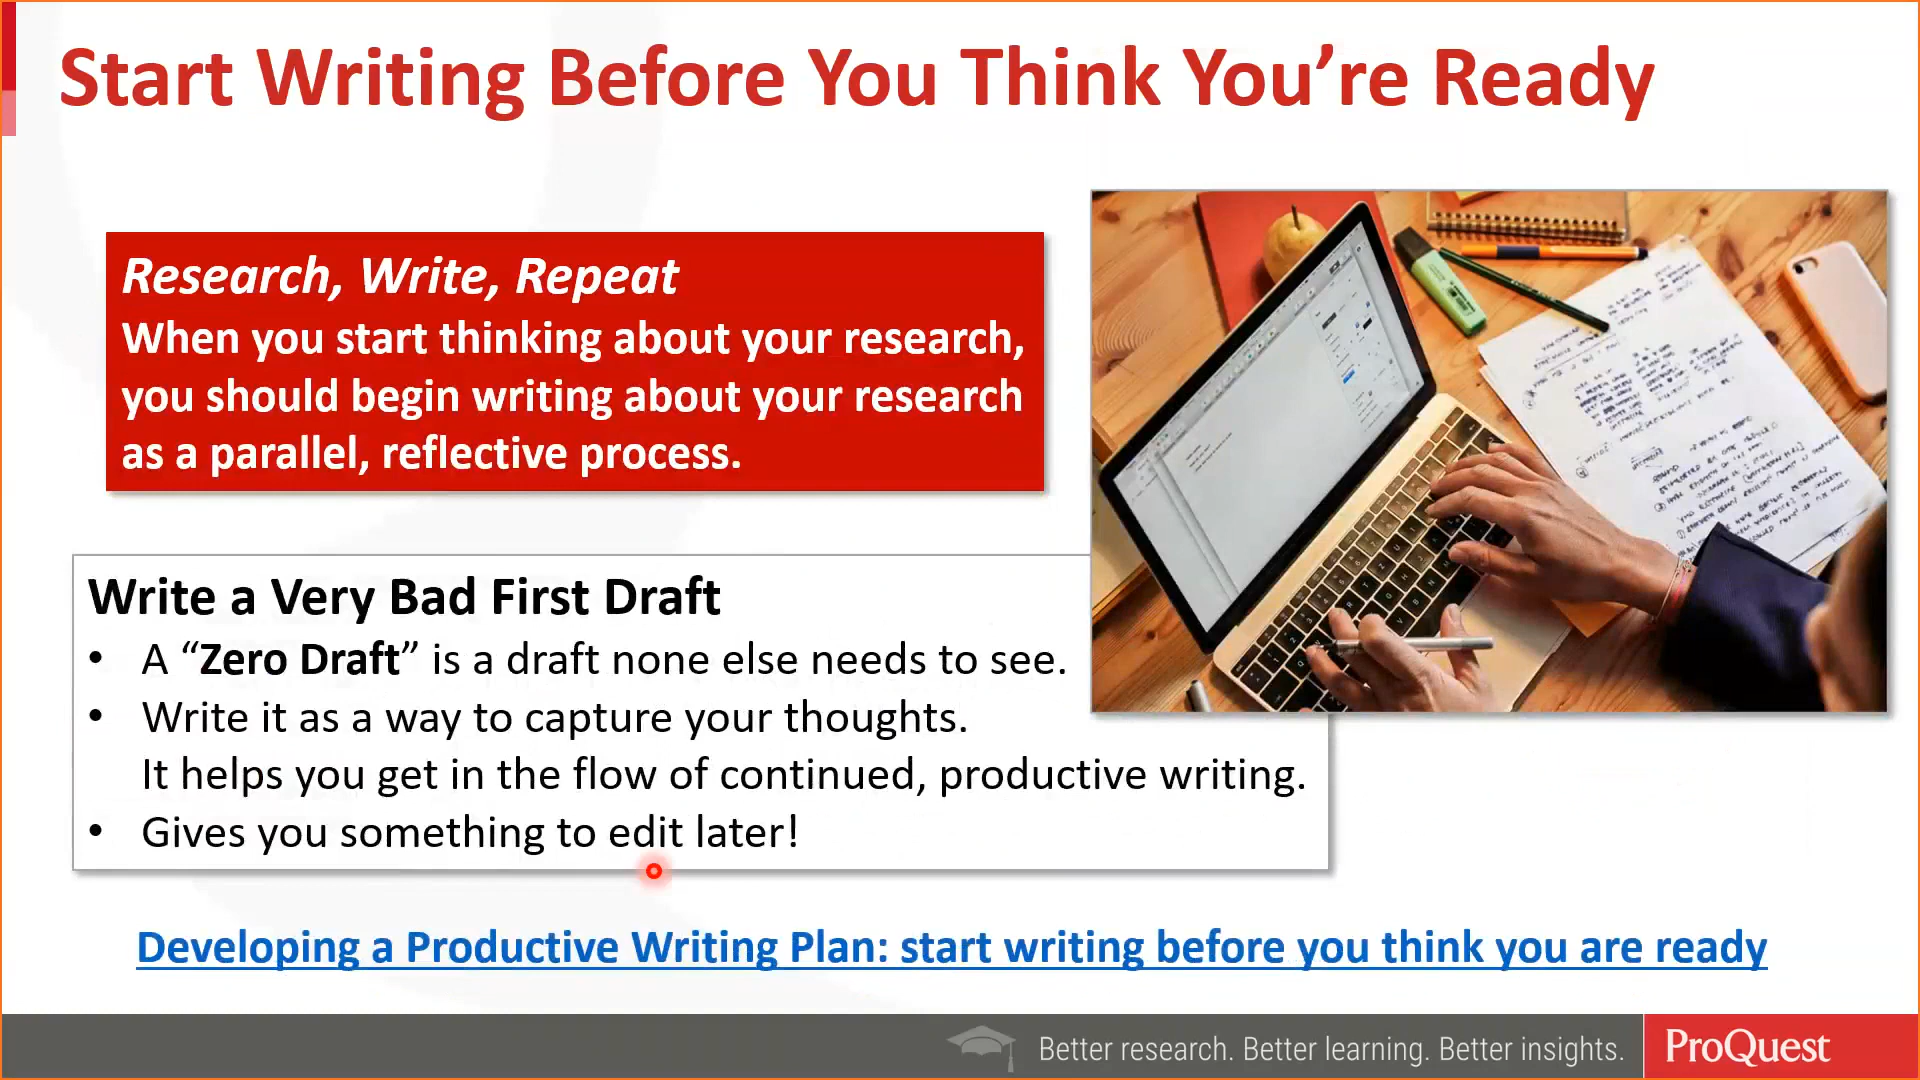 Start Writing Before You Think You’re Ready
Research, Write, Repeat
When you start thinking about your research,
you should begin writing about your research
as a parallel, reflective process.
Write a Very Bad First Draft
• A “Zero Draft” is a draft none else needs to see.
• Write it as a way to capture your thoughts.
It helps you get in the flow of continued, productive writing.
• Gives you something to edit later!
Developing a Productive Writing Plan: start writing before you think you are ready
Better research. Better learning. Better insights.
ProQuest